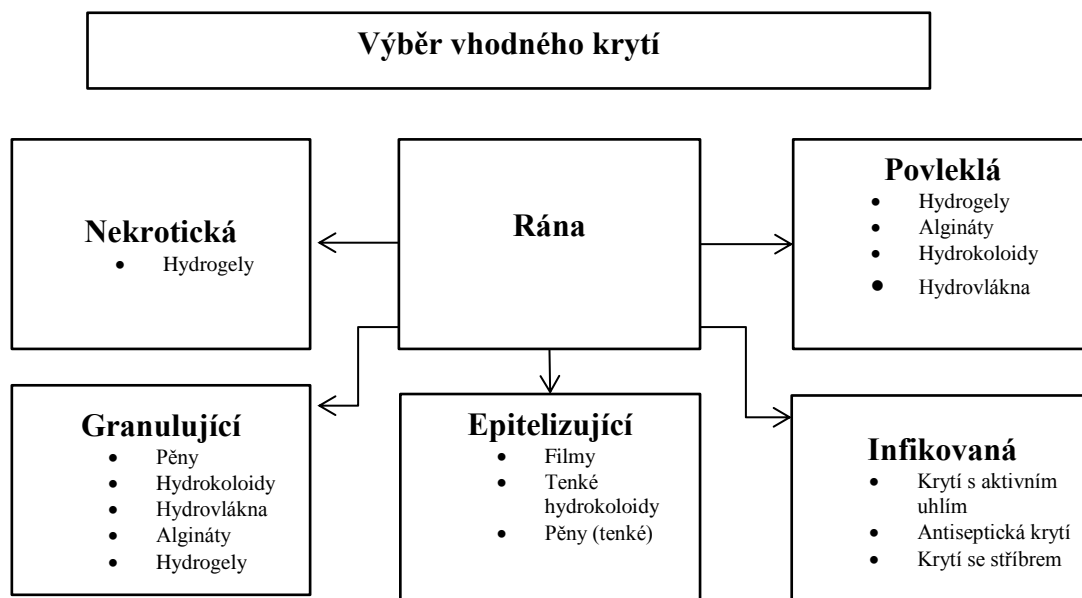 Výběr vhodného krytí
Nekrotická
• Hydrogely
Rána
Povleklá
• Hydrogely
• Algináty
• Hydrokoloidy
• Hydrovlákna
Granulující
• Pěny
• Hydrokoloidy
• Hydrovlákna
• Algináty
• Hydrogely
Epitelizující
• Filmy
• Tenké
hydrokoloidy
• Pěny (tenké)
Infikovaná
• Krytí s aktivním
uhlím
• Antiseptická krytí
• Krytí se stříbrem